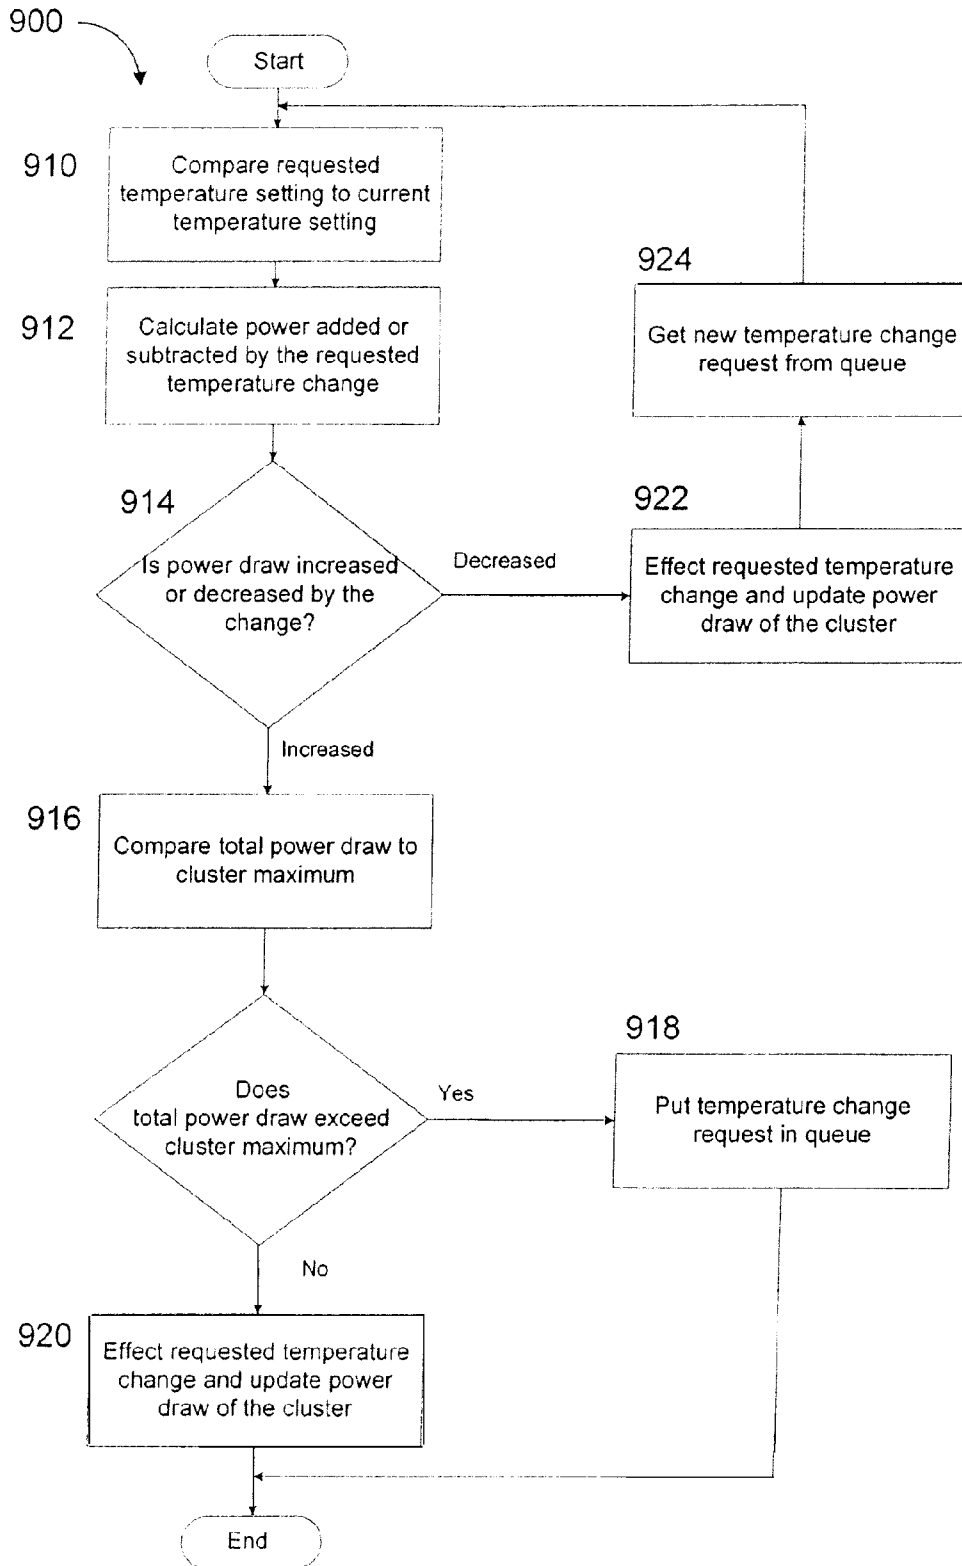 900
Start
910
Compare requested
temperature setting to current
temperature setting
912
Calculate power added or
subtracted by the requested
temperature change
914
Is power draw increased
or decreased by the
change?
Decreased
922
Effect requested temperature
change and update power
draw of the cluster
924
Get new temperature change
request from queue
Increased
916
Compare total power draw to
cluster maximum
Does
total power draw exceed
cluster maximum?
Yes
918
Put temperature change
request in queue
No
920
Effect requested temperature
change and update power
draw of the cluster
End